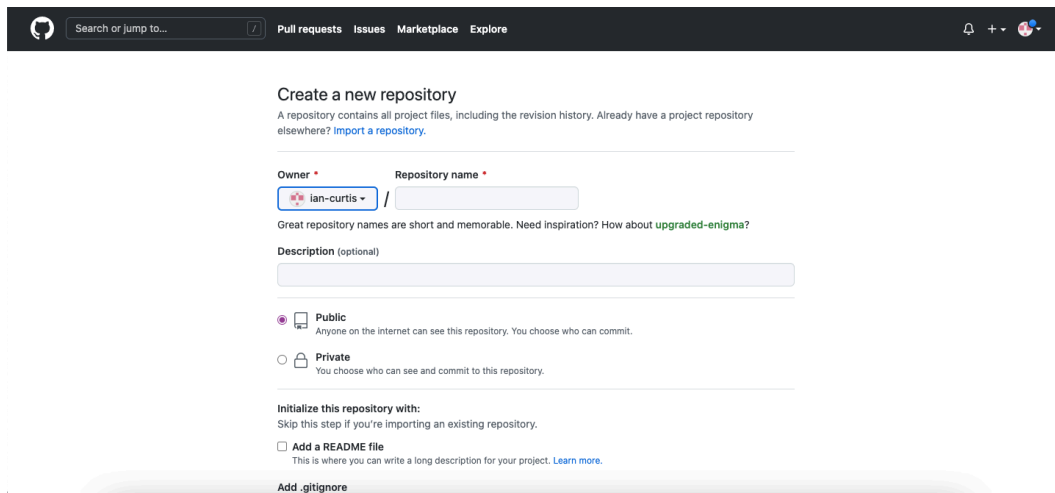 Search or jump to... /
Pull requests Issues Marketplace Explore
Create a new repository
A repository contains all project files, including the revision history. Already have a project repository
elsewhere? Import a repository.
Owner * Repository name *
ian-curtis /
Great repository names are short and memorable. Need inspiration? How about upgraded-enigma?
Description (optional)
Public
Anyone on the internet can see this repository. You choose who can commit.
Private
You choose who can see and commit to this repository.
Initialize this repository with:
Skip this step if you're importing an existing repository.
Add a README file
This is where you can write a long description for your project. Learn more.
Add .gitignore